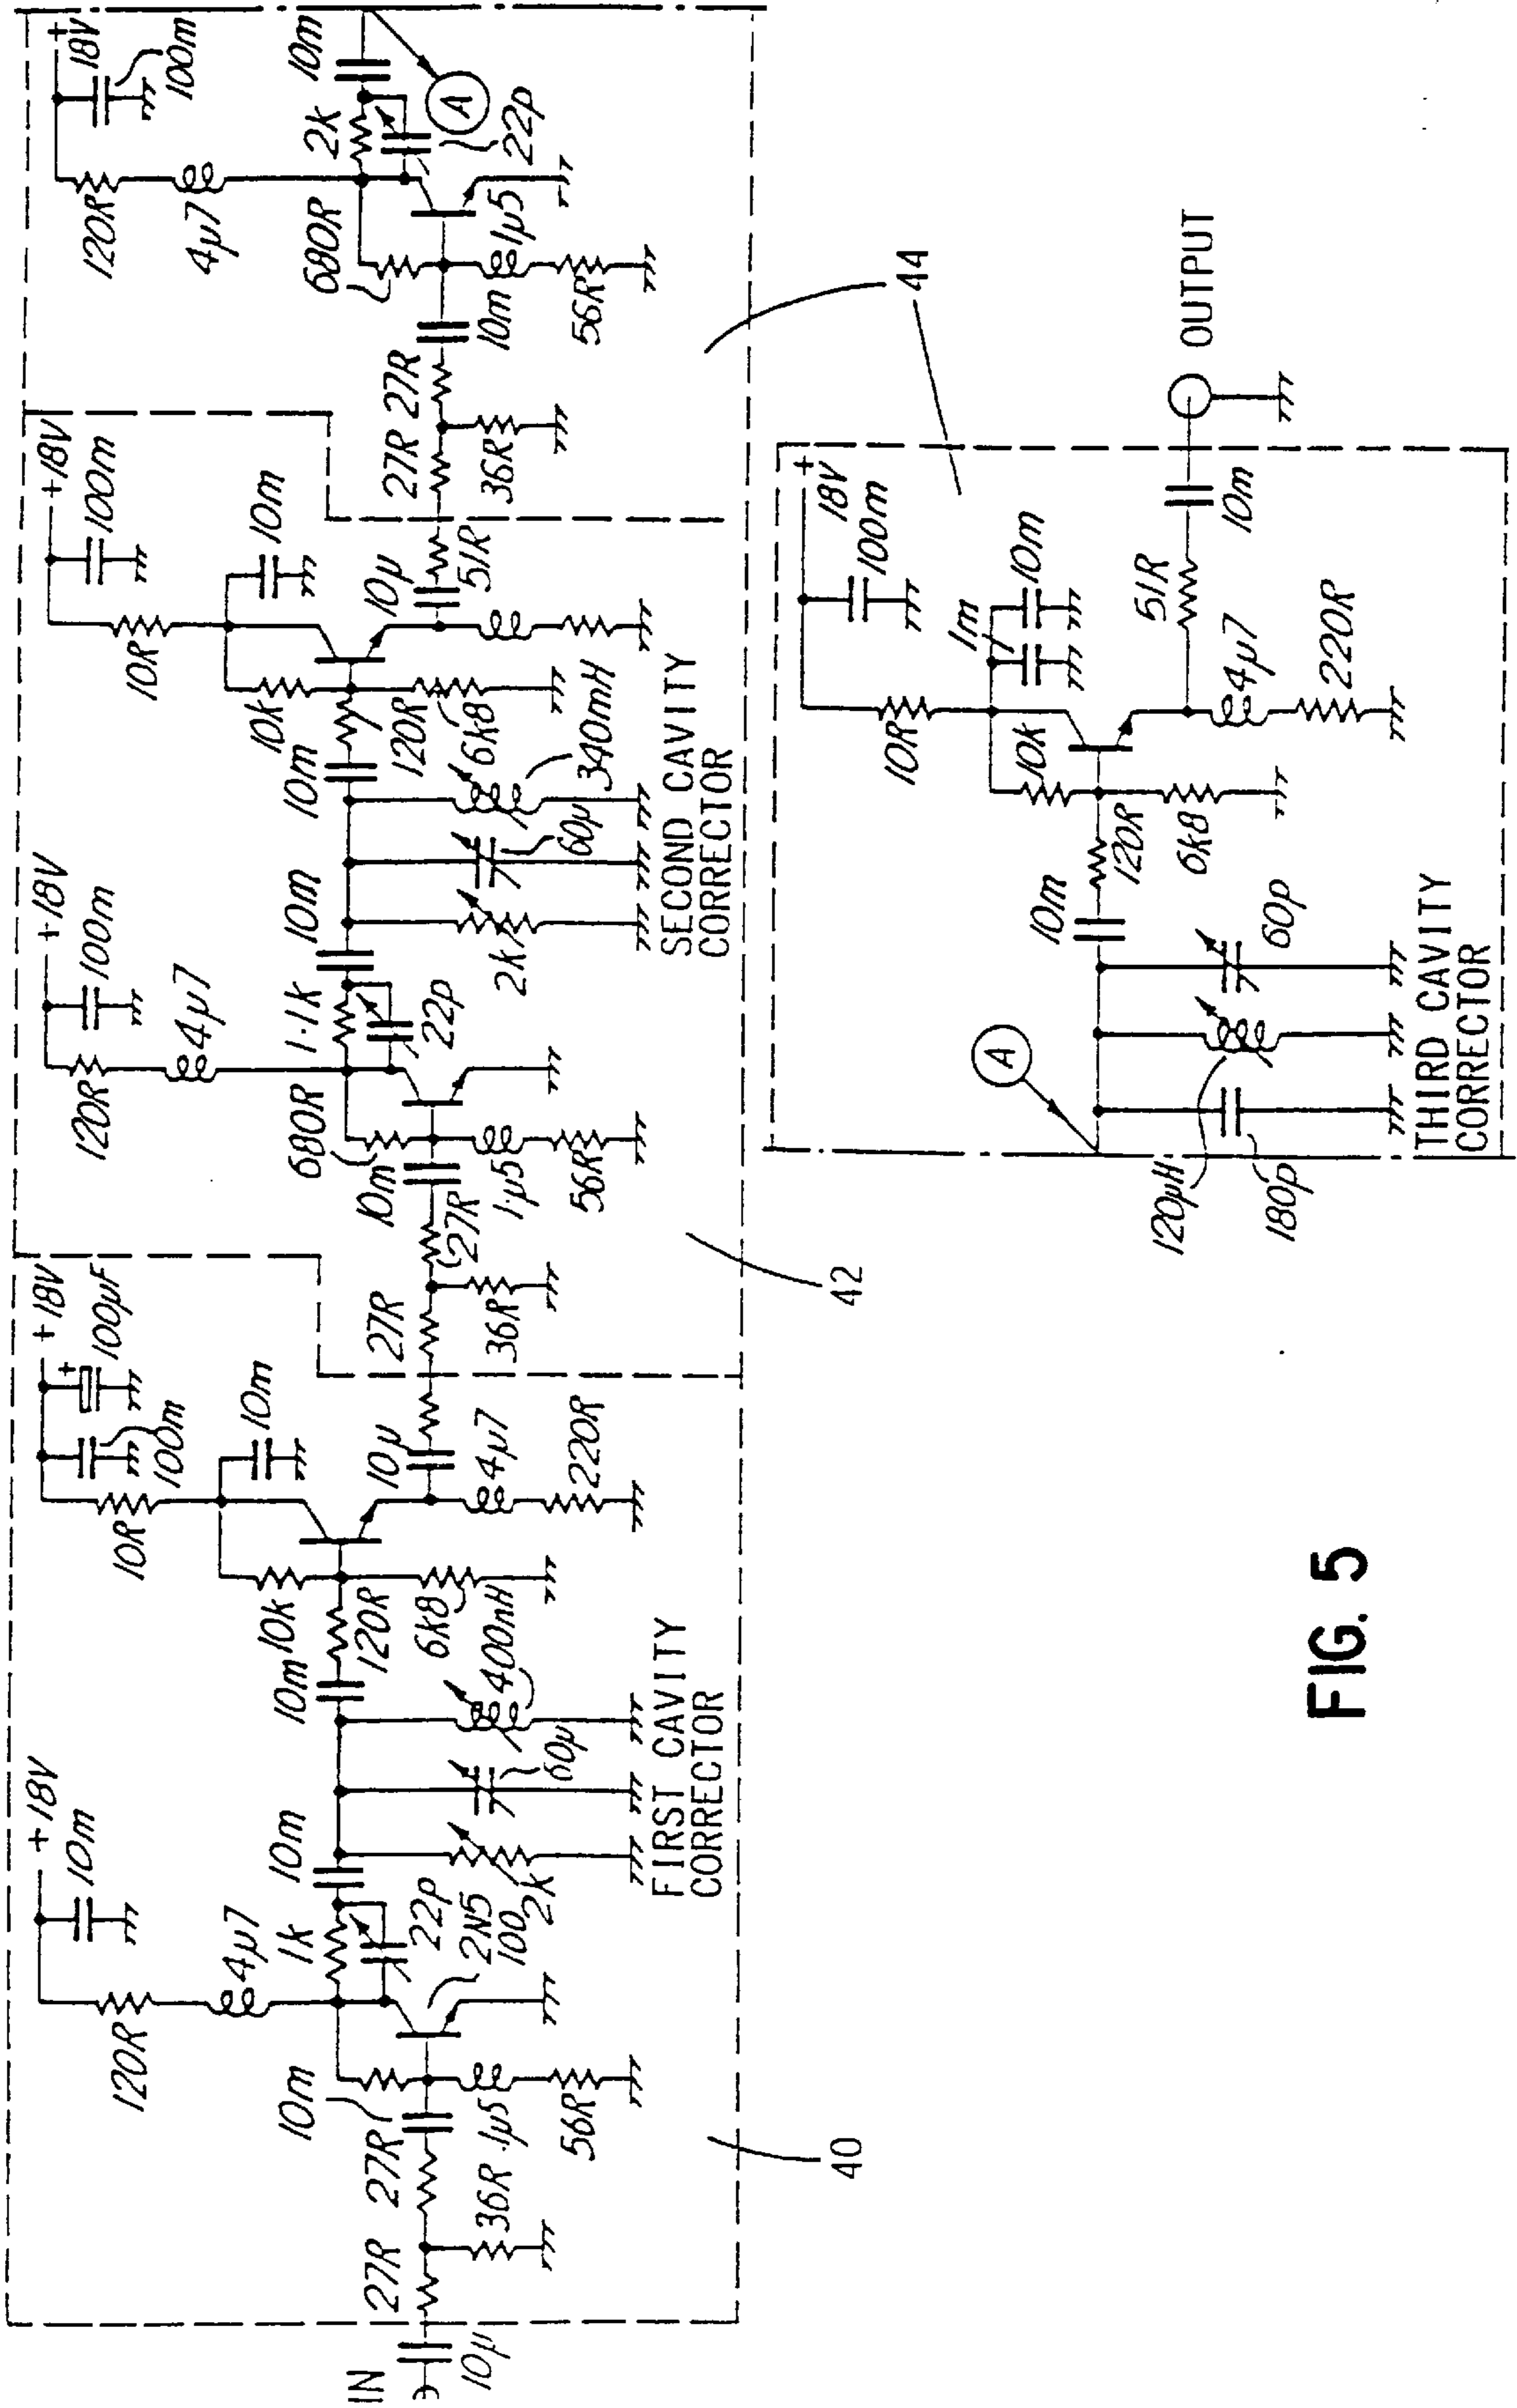 IN
10µ
27R
36R
27R
10m
1µ5
56R
120R
4µ7
+18V
10m
1k
22p
2N5
100
10m
2k
60µ
400nH
10m
120R
10k
6k8
10R
+18V
100m
100µF
10m
10µ
4µ7
220R
FIRST CAVITY
CORRECTOR
40
27R
36R
27R
10m
1µ5
56R
680R
120R
4µ7
+18V
100m
1·1k
22p
10m
2k
60µ
340mH
10m
120R
10k
6k8
10R
+18V
100m
10m
10µ
51R
SECOND CAVITY
CORRECTOR
42
27R
36R
27R
10m
1µ5
56R
680R
120R
4µ7
+
18V
100m
2k
22p
10m
A
44
A
120µH
180p
60p
10m
120R
10k
6k8
10R
+
18V
100m
1m
10m
51R
4µ7
220R
10m
OUTPUT
THIRD CAVITY
CORRECTOR
FIG. 5